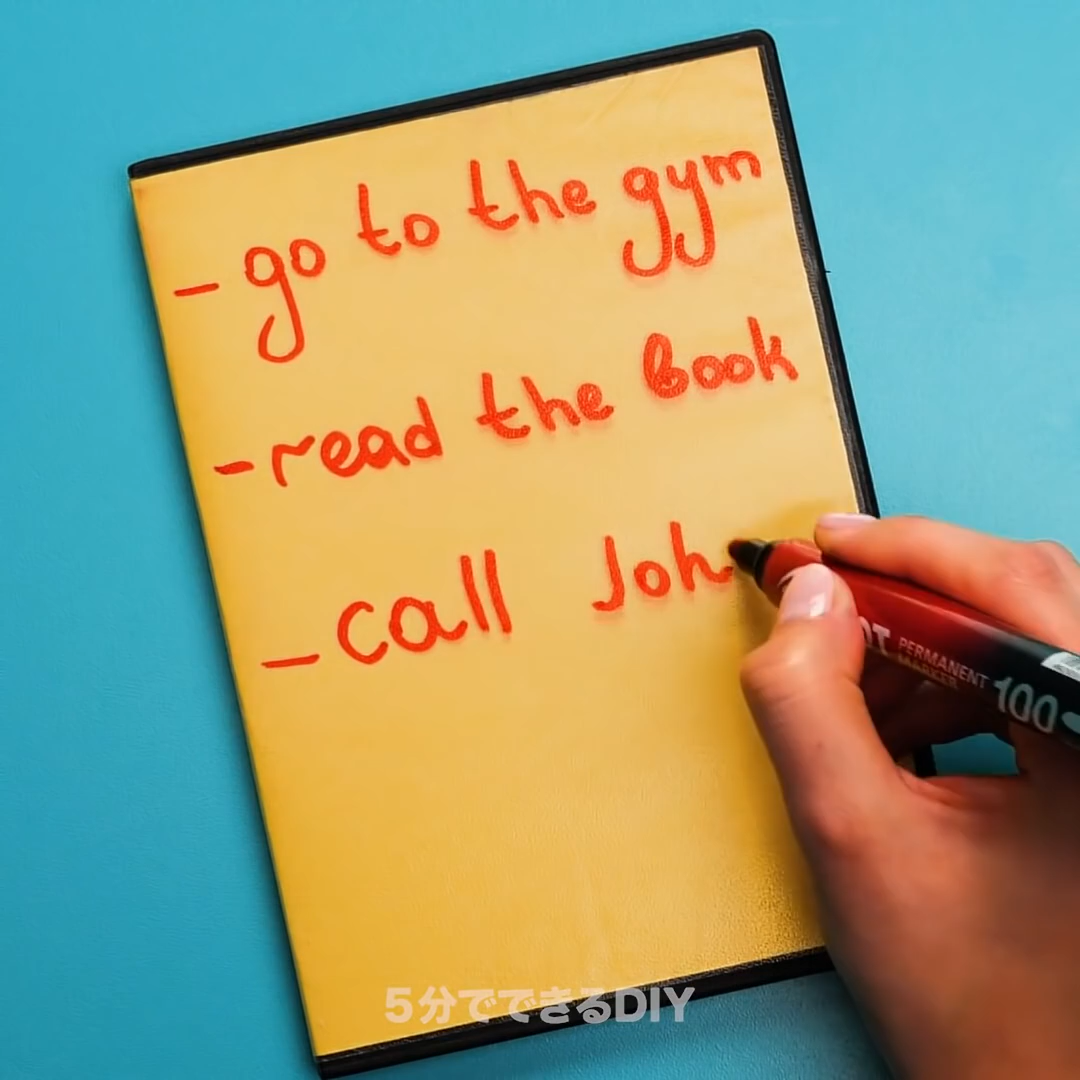 - go to the gym
- read the book
- call Joh
PERMANENT
MARKER
100
5分でできるDIY